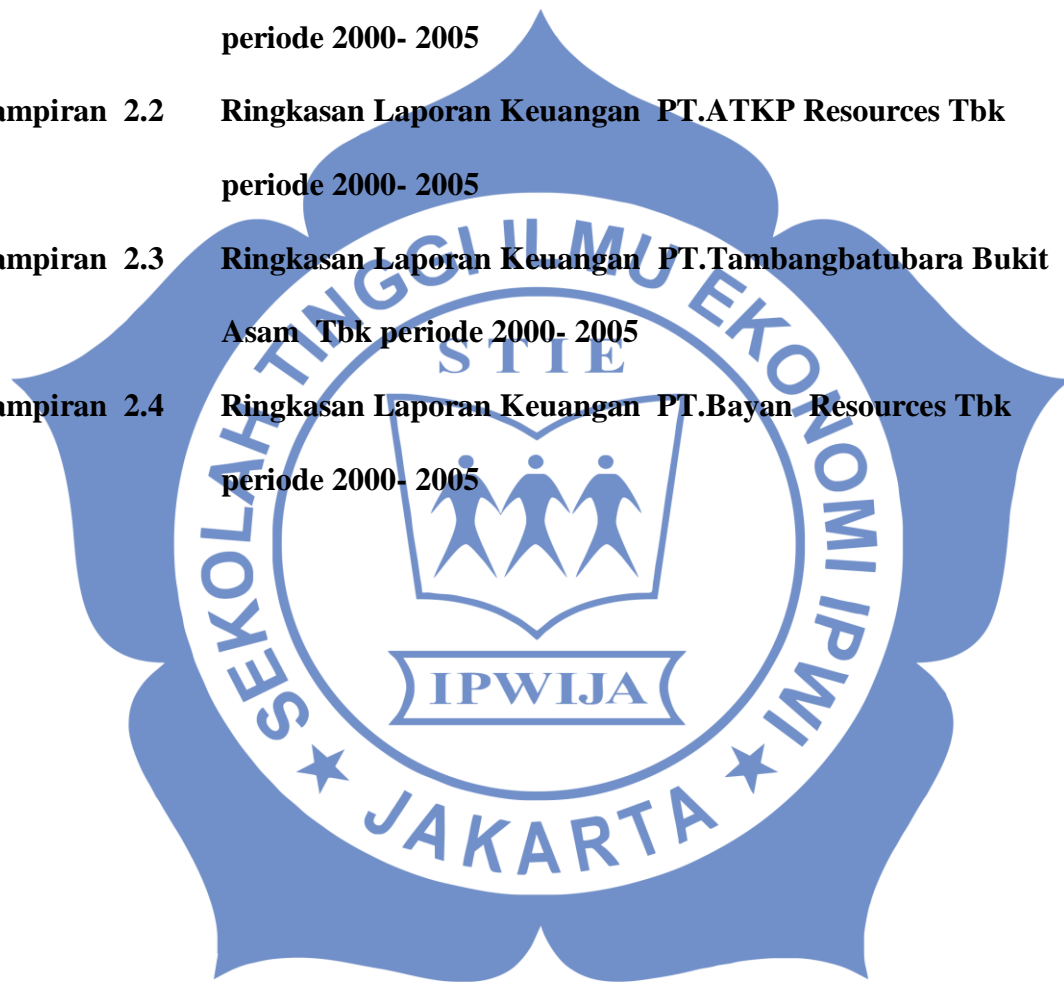 periode 2000- 2005
ampiran 2.2 Ringkasan Laporan Keuangan PT.ATKP Resources Tbk
periode 2000- 2005
ampiran 2.3 Ringkasan Laporan Keuangan PT.Tambangbatubara Bukit
Asam Tbk periode 2000- 2005
ampiran 2.4 Ringkasan Laporan Keuangan PT.Bayan Resources Tbk
periode 2000- 2005
SEKOLAH TINGGI ILMU EKONOMI IPWI
STIE
IPWIJA
★ JAKARTA ★